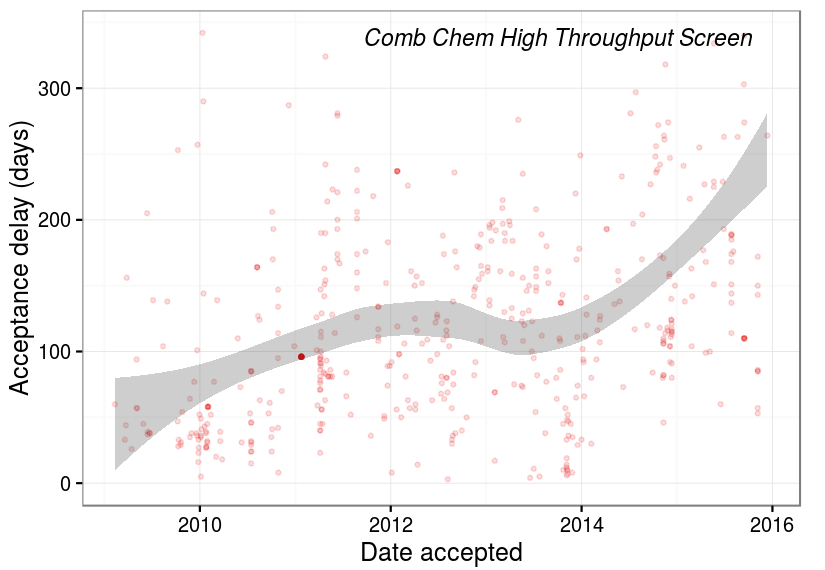 Comb Chem High Throughput Screen
Acceptance delay (days)
300
200
100
0
2010 2012 2014 2016
Date accepted